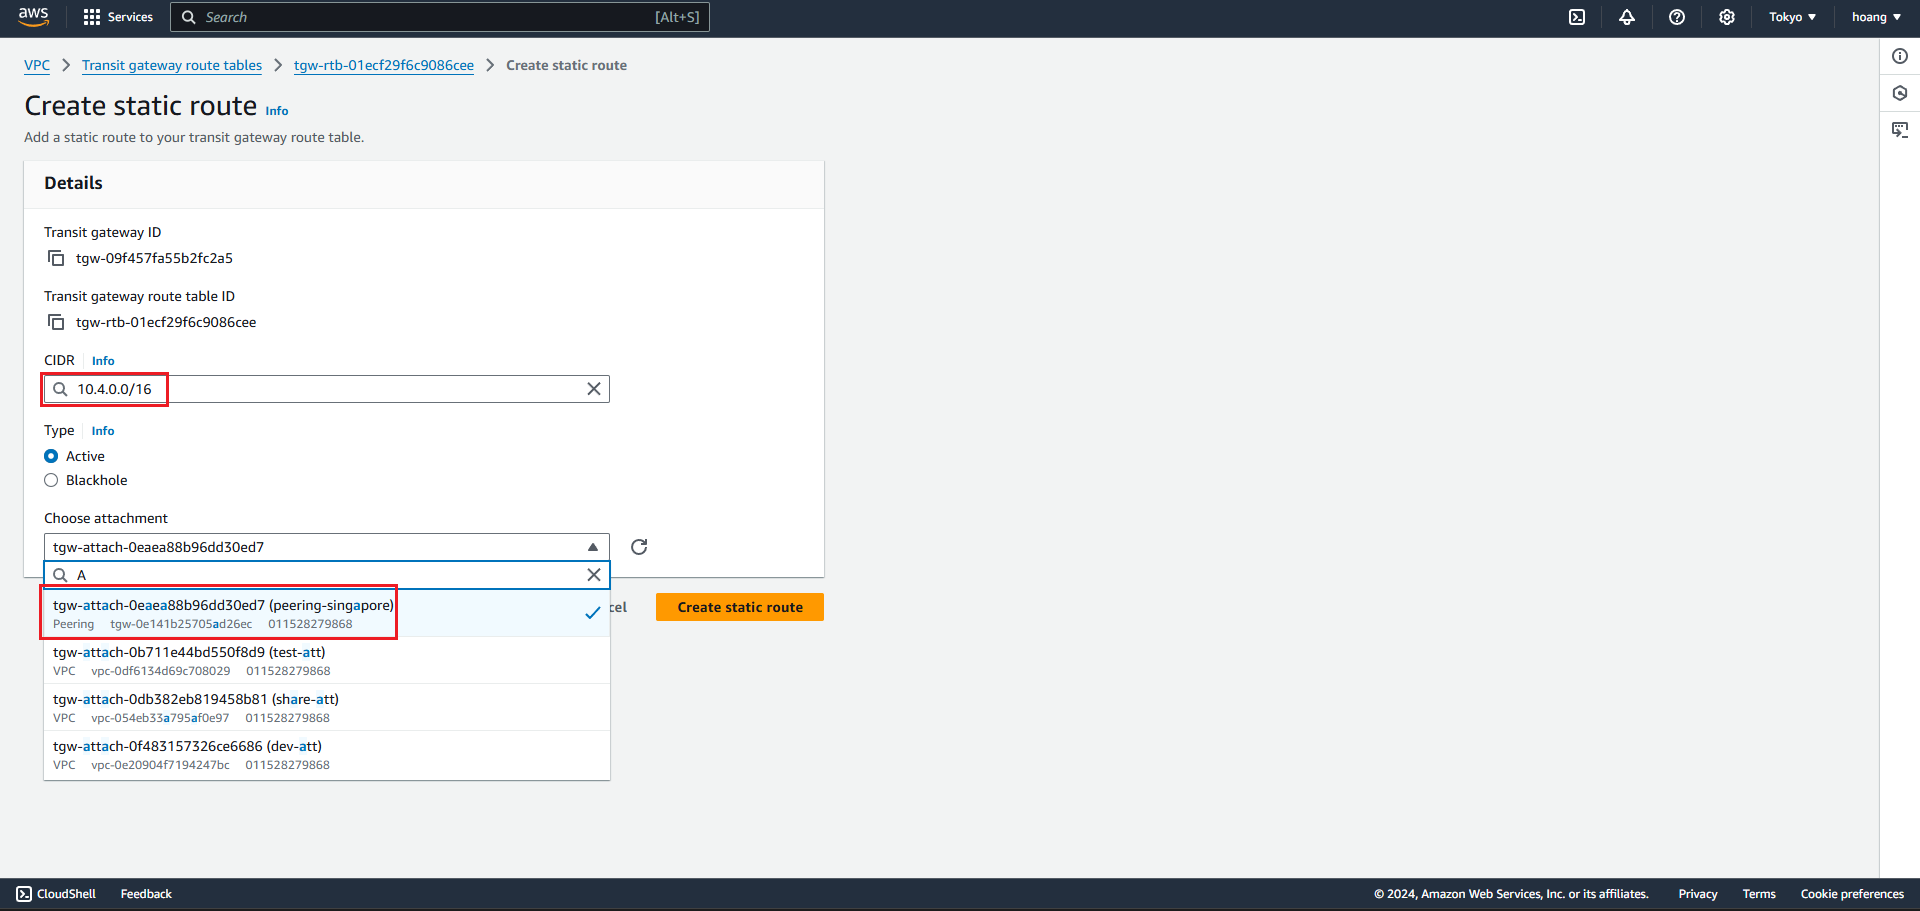 aws
Services
Search [Alt+S]
Tokyo
hoang
VPC
Transit gateway route tables
tgw-rtb-01ecf29f6c9086cee
Create static route
Create static route Info
Add a static route to your transit gateway route table.
Details
Transit gateway ID
tgw-09f457fa55b2fc2a5
Transit gateway route table ID
tgw-rtb-01ecf29f6c9086cee
CIDR Info
10.4.0.0/16
Type Info
Active
Blackhole
Choose attachment
tgw-attach-0eaea88b96dd30ed7
A
tgw-attach-0eaea88b96dd30ed7 (peering-singapore)
Peering tgw-0e141b25705ad26ec 011528279868
cel
Create static route
tgw-attach-0b711e44bd550f8d9 (test-att)
VPC vpc-0df6134d69c708029 011528279868
tgw-attach-0db382eb819458b81 (share-att)
VPC vpc-054eb33a795af0e97 011528279868
tgw-attach-0f483157326ce6686 (dev-att)
VPC vpc-0e20904f7194247bc 011528279868
CloudShell
Feedback
© 2024, Amazon Web Services, Inc. or its affiliates.
Privacy
Terms
Cookie preferences